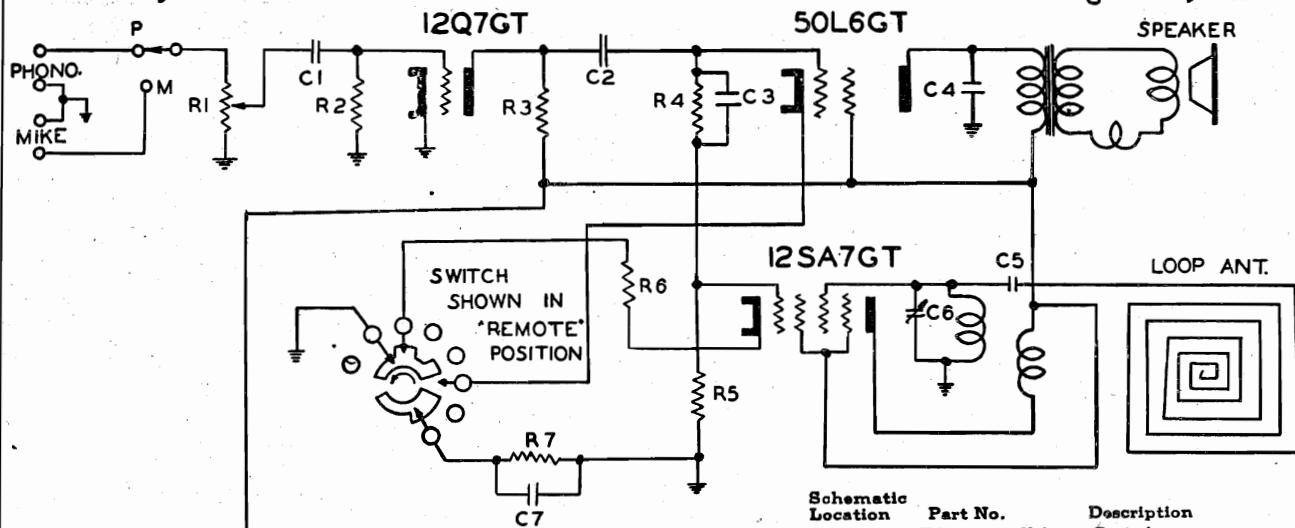 12Q7GT
50L6GT
SPEAKER
P
PHONO.
M
MIKE
R1
C1
R2
R3
C2
R4
C3
C4
12SA7GT
C5
LOOP ANT.
SWITCH
SHOWN IN
"REMOTE"
POSITION
R6
C6
R5
R7
C7
Schematic
Location Part No. Description